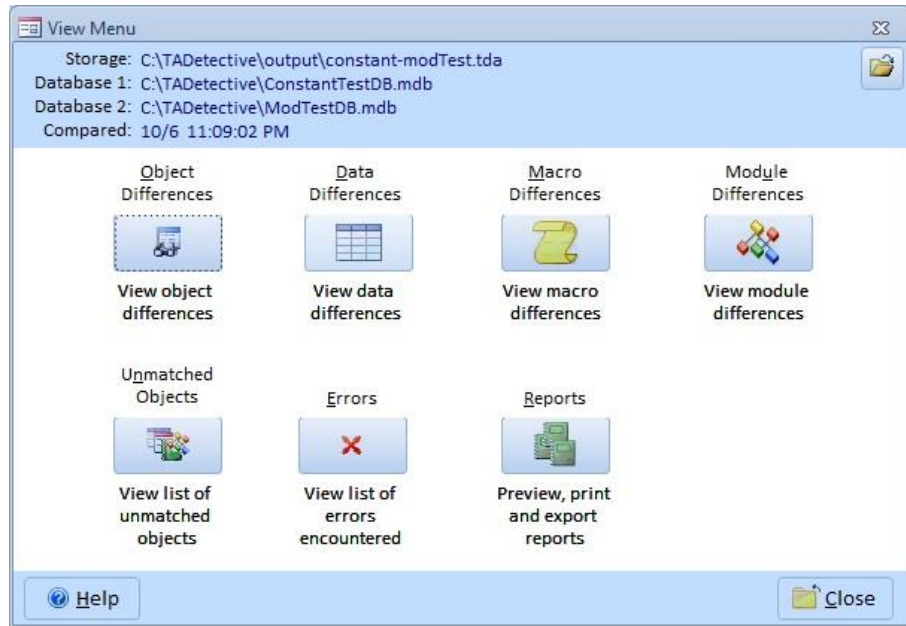 View Menu
Storage: C:\TADetective\output\constant-modTest.tda
Database 1: C:\TADetective\ConstantTestDB.mdb
Database 2: C:\TADetective\ModTestDB.mdb
Compared: 10/6 11:09:02 PM
Object
Differences
View object
differences
Data
Differences
View data
differences
Macro
Differences
View macro
differences
Module
Differences
View module
differences
Unmatched
Objects
View list of
unmatched
objects
Errors
View list of
errors
encountered
Reports
Preview, print
and export
reports
Help
Close